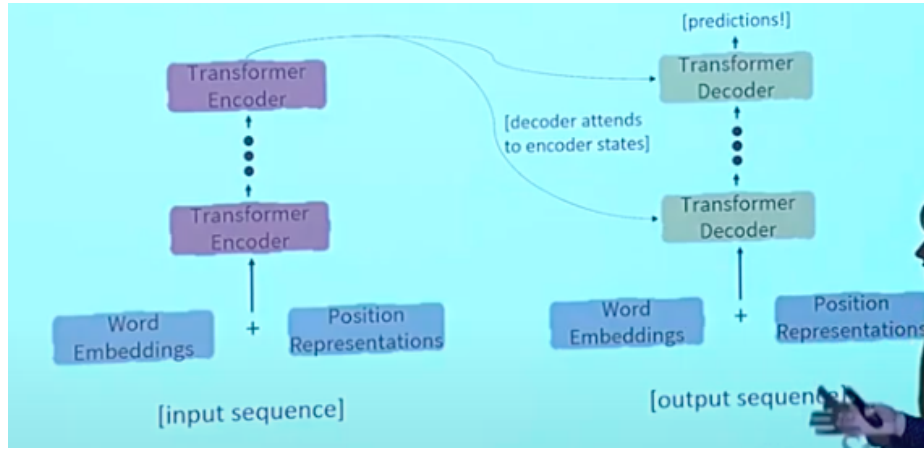 Transformer
Encoder
Transformer
Encoder
Word
Embeddings
+
Position
Representations
[input sequence]
[predictions!]
Transformer
Decoder
[decoder attends
to encoder states]
Transformer
Decoder
Word
Embeddings
+
Position
Representations
[output sequence]